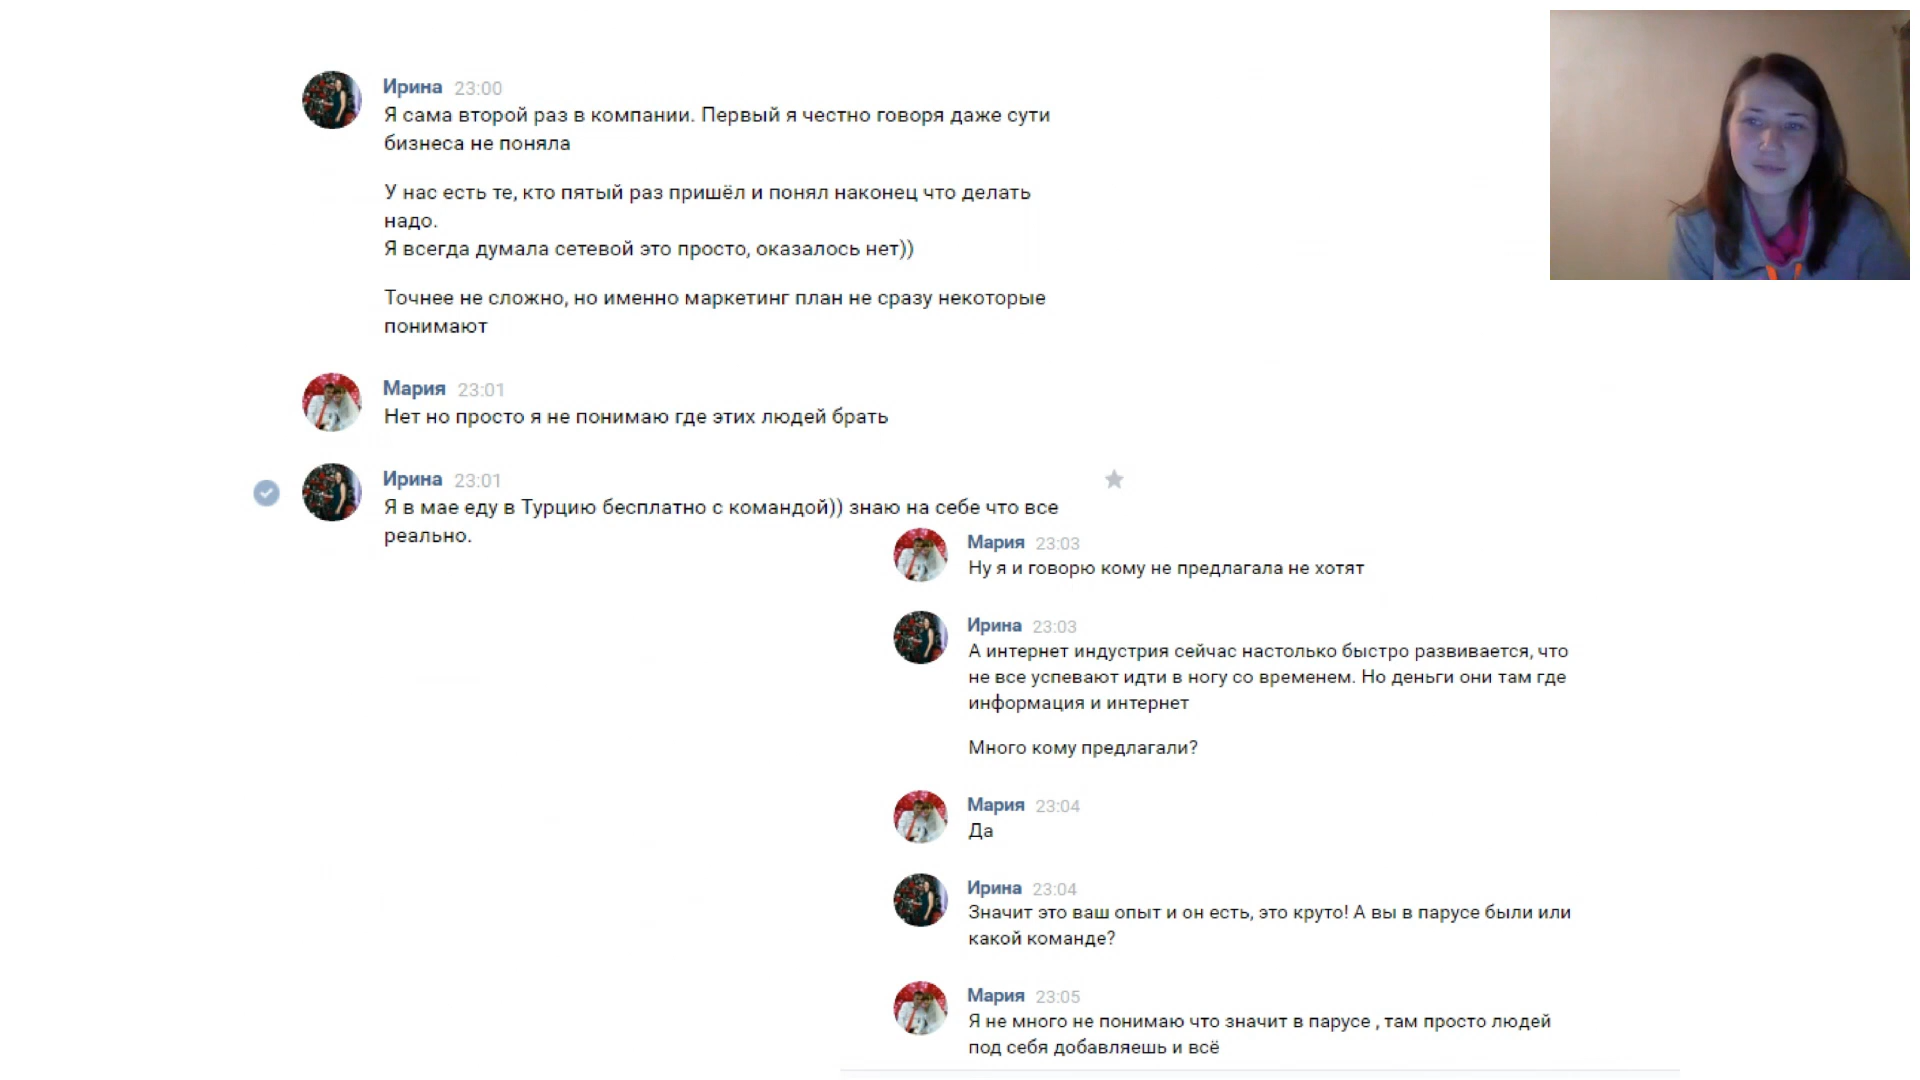 Ирина 23:00
Я сама второй раз в компании. Первый я честно говоря даже сути
бизнеса не поняла
У нас есть те, кто пятый раз пришёл и понял наконец что делать
надо.
Я всегда думала сетевой это просто, оказалось нет))
Точнее не сложно, но именно маркетинг план не сразу некоторые
понимают
Мария 23:01
Нет но просто я не понимаю где этих людей брать
Ирина 23:01
Я в мае еду в Турцию бесплатно с командой)) знаю на себе что все
реально.
Мария 23:03
Ну я и говорю кому не предлагала не хотят
Ирина 23:03
А интернет индустрия сейчас настолько быстро развивается, что
не все успевают идти в ногу со временем. Но деньги они там где
информация и интернет
Много кому предлагали?
Мария 23:04
Да
Ирина 23:04
Значит это ваш опыт и он есть, это круто! А вы в парусе были или
какой команде?
Мария 23:05
Я не много не понимаю что значит в парусе , там просто людей
под себя добавляешь и всё